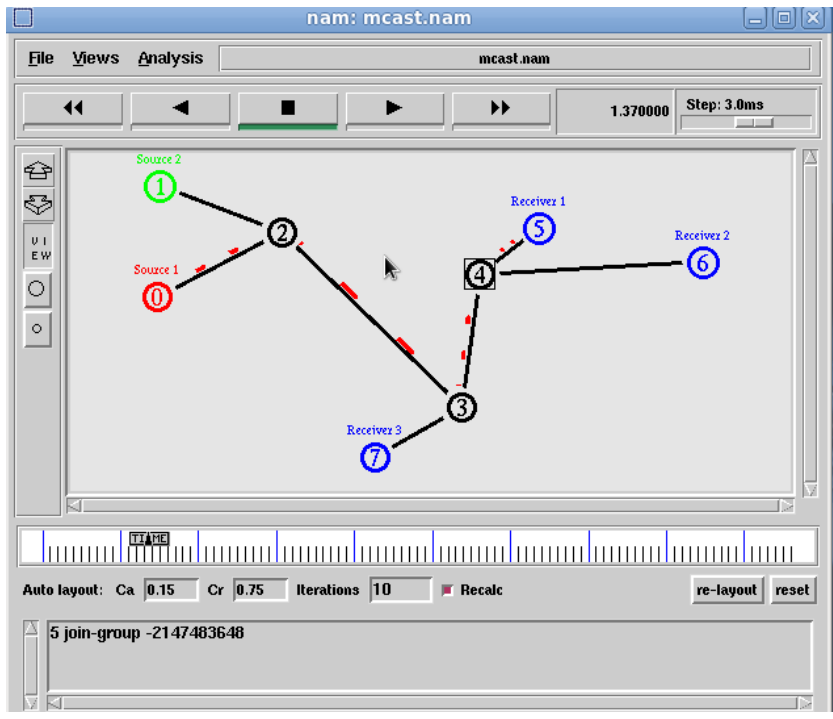 nam: mcast.nam
File Views Analysis mcast.nam
1.370000 Step: 3.0ms
VIEW
Source 2
1
Receiver 1
5
2
Receiver 2
6
Source 1
0
4
3
Receiver 3
7
TIME
Auto layout: Ca 0.15 Cr 0.75 Iterations 10 Recalc re-layout reset
5 join-group -2147483648